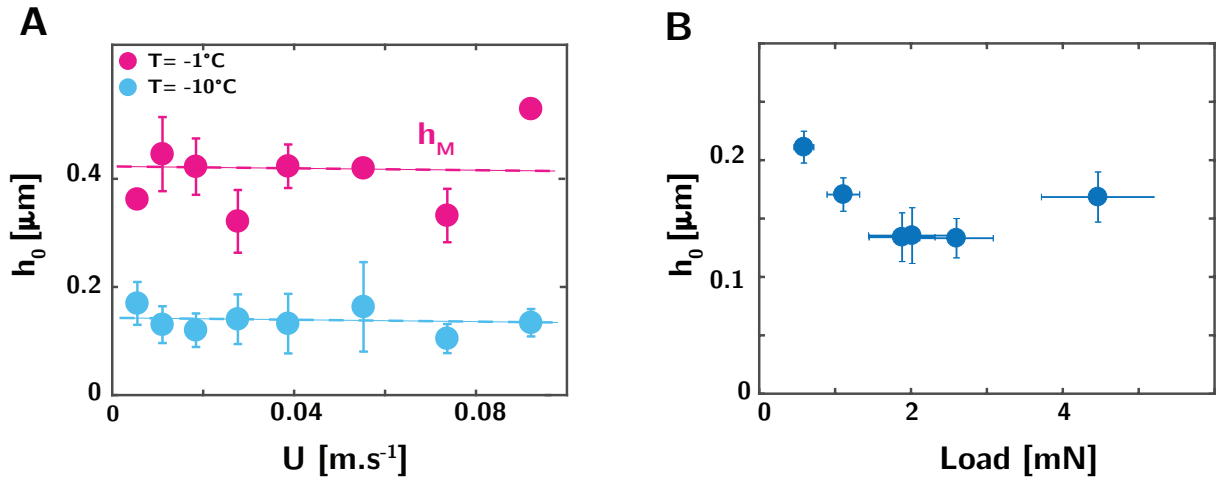 A
T= -1°C
T= -10°C
h_M
h_0 [μm]
0.4
0.2
0
0
0.04
0.08
U [m.s⁻¹]
B
h_0 [μm]
0.2
0.1
0
0
2
4
Load [mN]